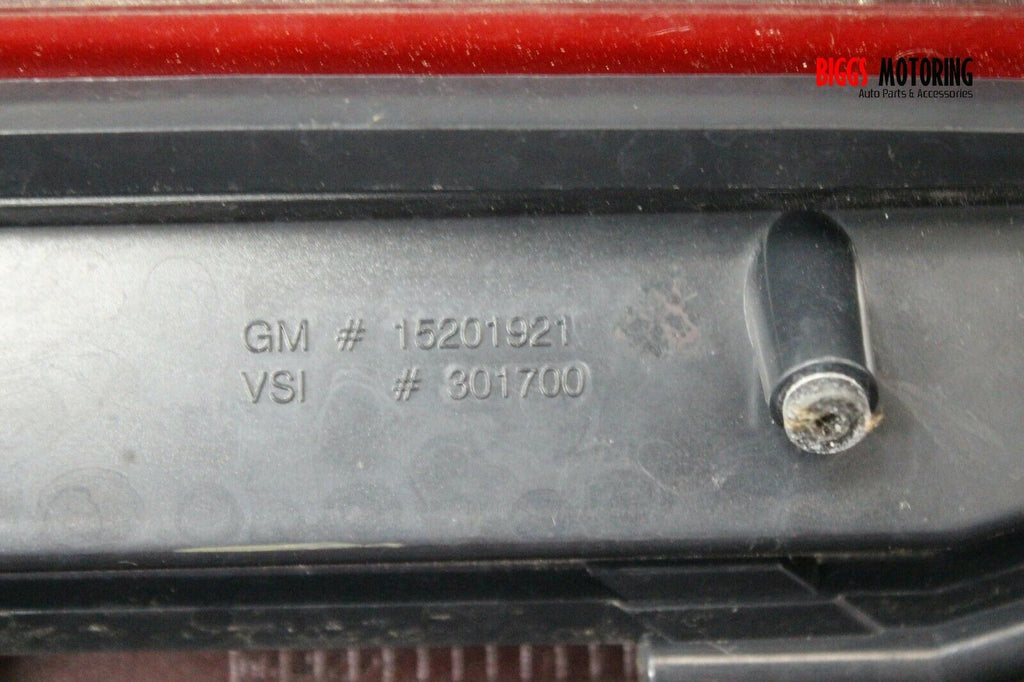 BIGGS MOTORING
Auto Parts & Accessories
GM # 15201921
VSI # 301700